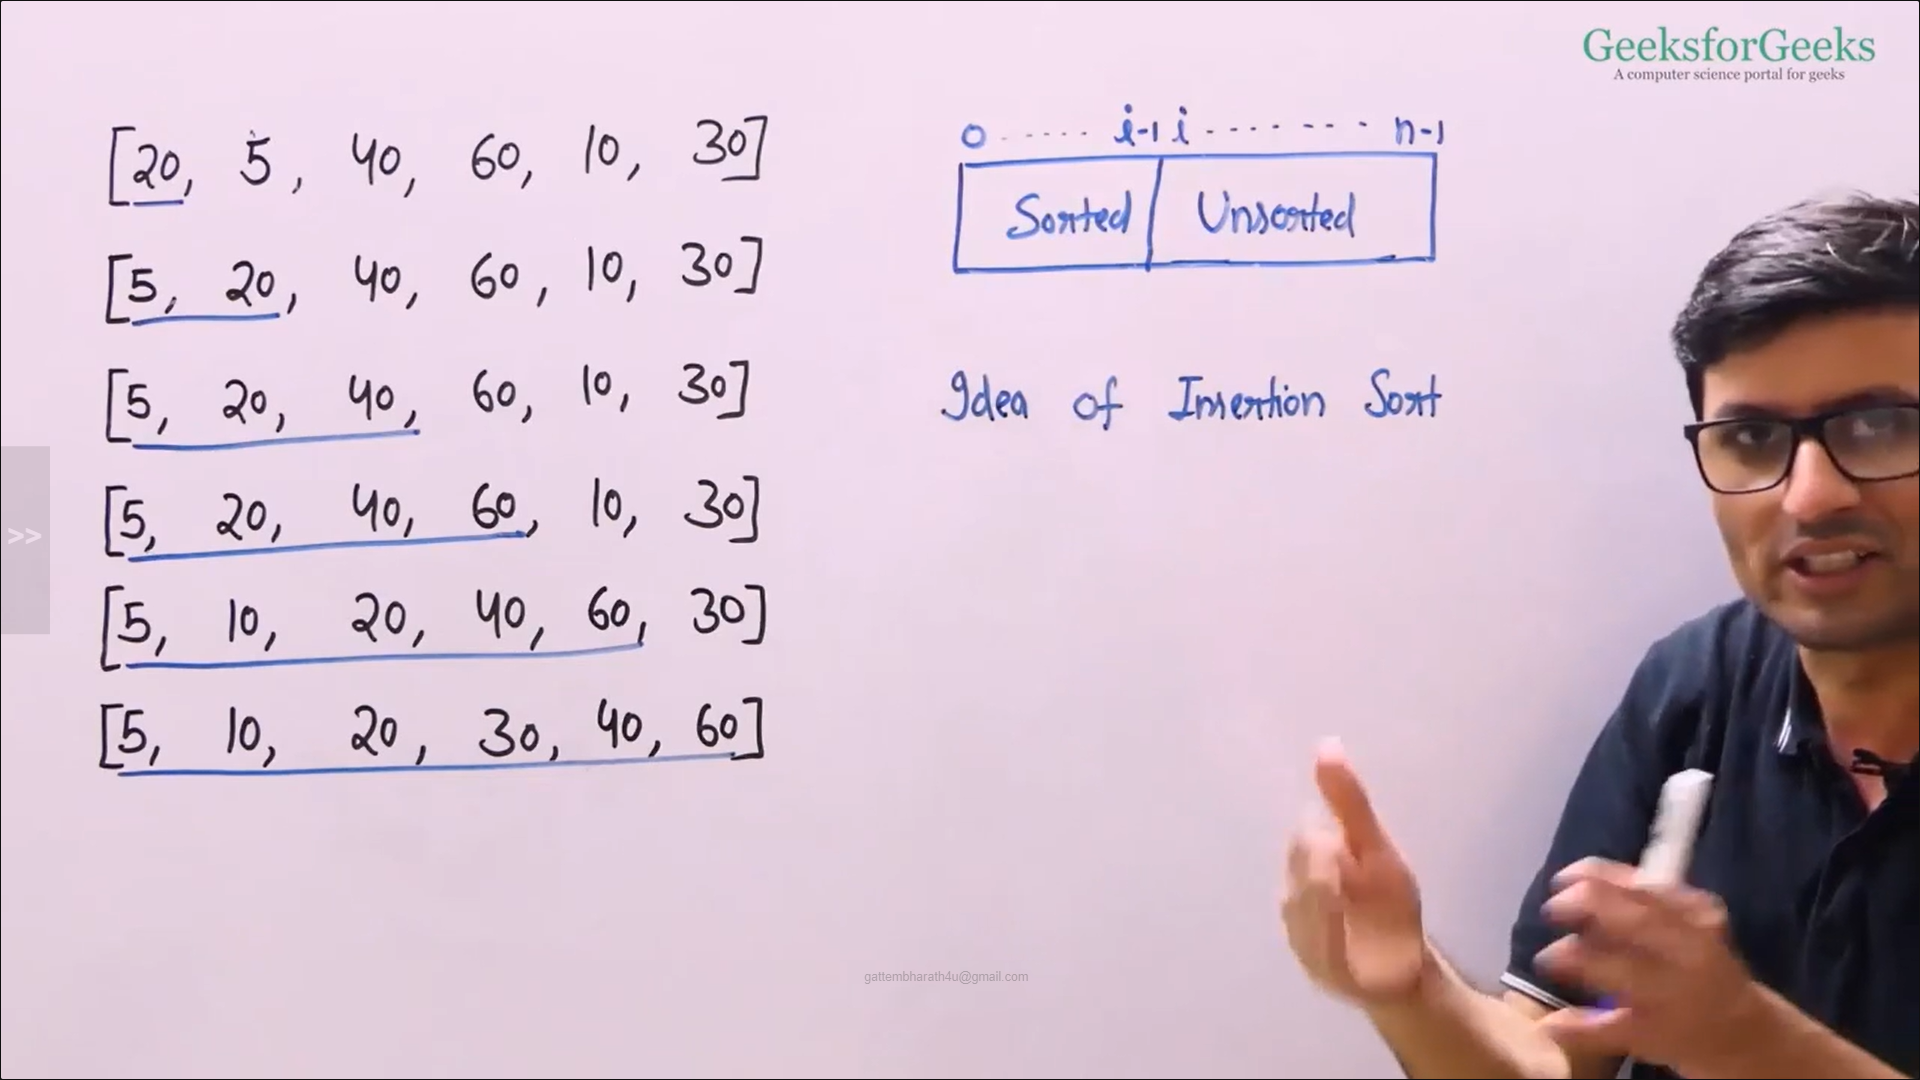 GeeksforGeeks
A computer science portal for geeks
[20, 5, 40, 60, 10, 30]
[5, 20, 40, 60, 10, 30]
[5, 20, 40, 60, 10, 30]
[5, 20, 40, 60, 10, 30]
[5, 10, 20, 40, 60, 30]
[5, 10, 20, 30, 40, 60]
0 ----- i-1 i ------- n-1
Sorted Unsorted
Idea of Insertion Sort
>>
gattembharath4u@gmail.com